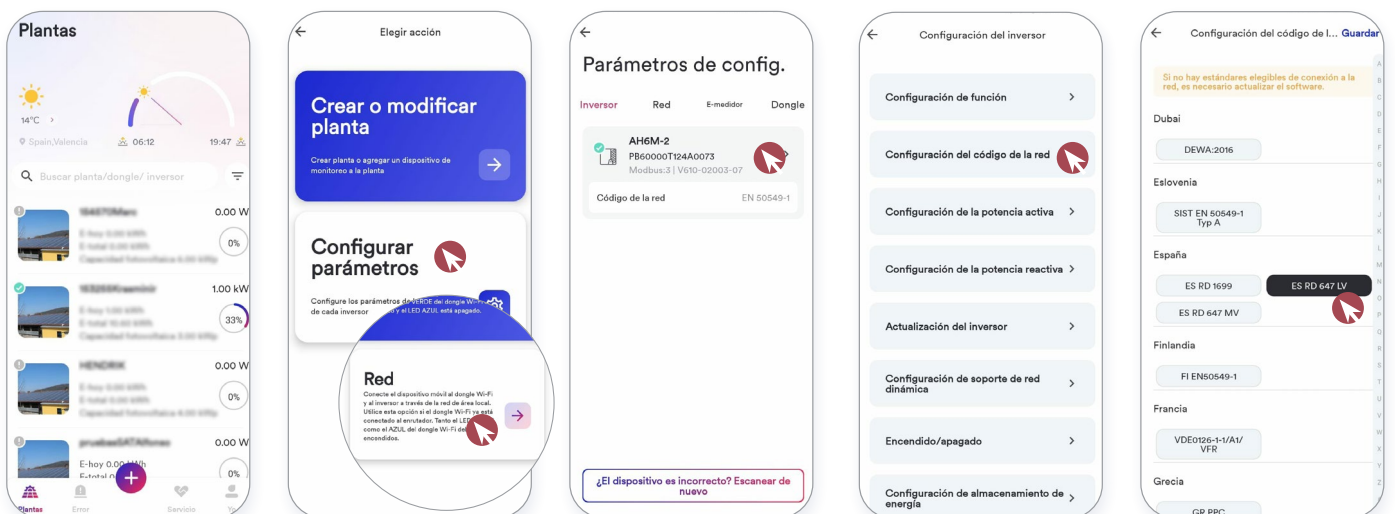 Plantas
14°C >
Spain,Valencia
06:12
19:47
Buscar planta/dongle/ inversor
0.00 W
0%
1.00 kW
33%
HENDRIK
0.00 W
0%
0.00 W
E-hoy 0.00 kWh
0%
Plantas
Error
Servicio
Yo
Elegir acción
Crear o modificar
planta
Crear planta o agregar un dispositivo de
monitoreo a la planta
Configurar
parámetros
Configure los parámetros de
de cada inversor
VERDE del dongle Wi-Fi
y el LED AZUL está apagado.
Red
Conecte el dispositivo móvil al dongle Wi-Fi
y al inversor a través de la red de área local.
Utilice esta opción si el dongle Wi-Fi ya está
conectado al enrutador. Tanto el LED
como el AZUL del dongle Wi-Fi
encendidos.
Parámetros de config.
Inversor
Red
E-medidor
Dongle
AH6M-2
PB60000T124A0073
Modbus:3 | V610-02003-07
Código de la red
EN 50549-1
¿El dispositivo es incorrecto? Escanear de
nuevo
Configuración del inversor
Configuración de función
Configuración del código de la red
Configuración de la potencia activa
Configuración de la potencia reactiva
Actualización del inversor
Configuración de soporte de red
dinámica
Encendido/apagado
Configuración de almacenamiento de
energía
Configuración del código de l... Guardar
Si no hay estándares elegibles de conexión a la
red, es necesario actualizar el software.
Dubai
DEWA:2016
Eslovenia
SIST EN 50549-1
Typ A
España
ES RD 1699
ES RD 647 LV
ES RD 647 MV
Finlandia
FI EN50549-1
Francia
VDE0126-1-1/A1/
VFR
Grecia
GR PPC
A
B
C
D
E
F
G
H
I
J
K
L
M
N
O
P
Q
R
S
T
U
V
W
X
Y
Z